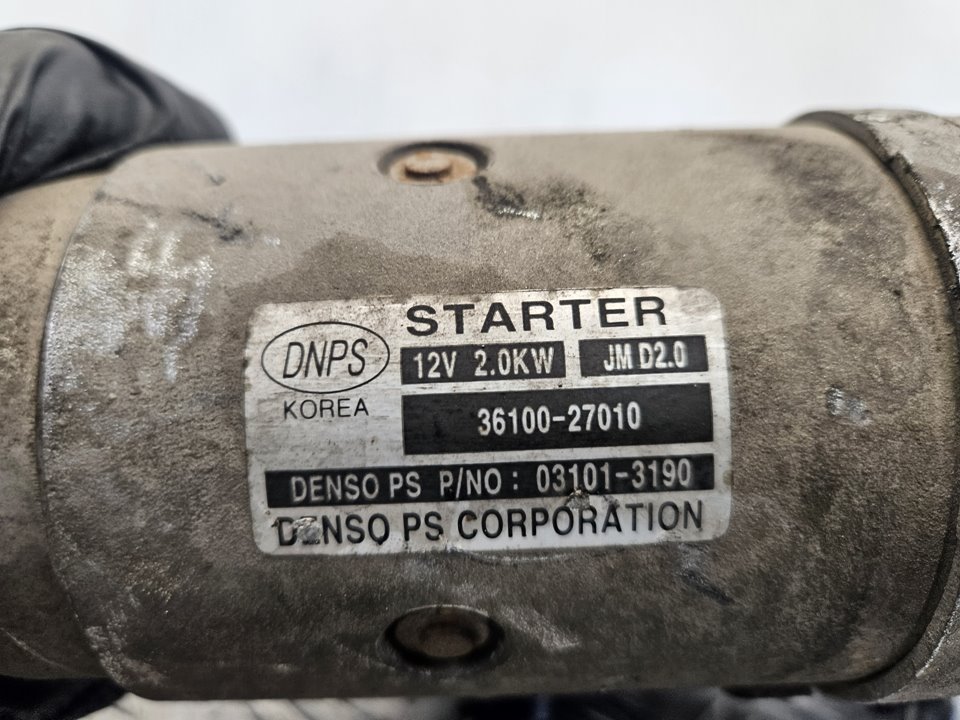 STARTER
DNPS
KOREA
12V 2.0KW JM D2.0
36100-27010
DENSO PS P/NO: 03101-3190
DENSO PS CORPORATION